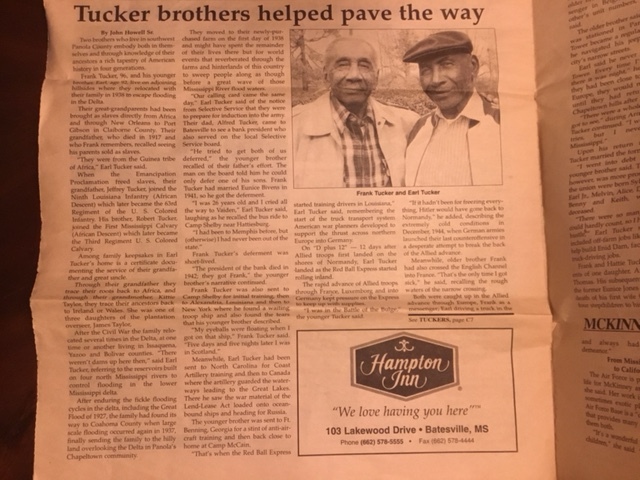 Tucker brothers helped pave the way
By John Howell Sr.
Two brothers who live in southwest
Panola County embody both in them-
selves and through knowledge of their
ancestors a rich tapestry of American
history in four generations.
Frank Tucker, 96, and his younger
hillsides where they relocated with
their family in 1938 to escape flooding
in the Delta.
Their great-grandparents had been
brought as slaves directly from Africa
and through New Orleans to Port
Gibson in Claiborne County. Their
grandfather, who died in 1937 and
who Frank remembers, recalled seeing
his parents sold as slaves.
"They were from the Guinea tribe
of Africa," Earl Tucker said.
When the Emancipation
Proclamation freed slaves, their
grandfather, Jeffrey Tucker, joined the
Ninth Louisiana Infantry (African
Descent) which later became the 63rd
Regiment of the U. S. Colored
Infantry. His brother, Robert Tucker,
joined the First Mississippi Calvary
(African Descent) which later became
the Third Regiment U. S. Colored
Calvary.
Among family keepsakes in Earl
Tucker's home is a certificate docu-
menting the service of their grandfa-
ther and great uncle.
Through their grandfather they
trace their roots back to Africa, and
through their grandmother,
Taylor, they trace their ancestors back
to Ireland or Wales. She was one of
three daughters of the plantation
overseer, James Taylor.
After the Civil War the family relo-
cated several times in the Delta, at one
time or another living in Issaquena,
Yazoo and Bolivar counties. "There
weren't dams up here then," said Earl
Tucker, referring to the reservoirs built
on four north Mississippi rivers to
control flooding in the lower
Mississippi delta.
After enduring the fickle flooding
cycles in the delta, including the Great
Flood of 1927, the family had found its
way to Coahoma County when large
scale flooding occurred again in 1937,
finally sending the family to the hilly
land overlooking the Delta in Panola's
Chapeltown community.
They moved to their newly-pur-
chased farm on the first day of 1938
and might have spent the remainder
of their lives there but for world
events that reverberated through the
farms and hinterlands of this country
to sweep people along as though
before a great wave of those
Mississippi River flood waters.
"Our calling card came the same
day," Earl Tucker said of the notice
from Selective Service that they were
to prepare for induction into the army.
Their dad, Alfred Tucker, came to
Batesville to see a bank president who
also served on the local Selective
Service board.
"He tried to get both of us
deferred," the younger brother
recalled of their father's effort. The
man on the board told him he could
only defer one of his sons. Frank
Tucker had married Eunice Rivers in
1941, so he got the deferment.
"I was 26 years old and I cried all
the way to Vaiden," Earl Tucker said,
laughing as he recalled the bus ride to
Camp Shelby near Hattiesburg.
"I had been to Memphis before, but
(otherwise) I had never been out of the
state."
Frank Tucker's deferment was
short-lived.
"The president of the bank died in
1942; they got Frank," the younger
brother's narrative continued.
Frank Tucker was also sent to
Camp Shelby for initial training, then
to Alexandria, Louisiana and then to
New York where he found a waiting
troop ship and also found the tears
that his younger brother described.
"My eyeballs were floating when I
got on that ship," Frank Tucker said.
"Five days and five nights later I was
in Scotland."
Meanwhile, Earl Tucker had been
sent to North Carolina for Coast
Artillery training and then to Canada
where the artillery guarded the water-
ways leading to the Great Lakes.
There he saw the war material of the
Lend-Lease Act loaded onto ocean-
bound ships and heading for Russia.
The younger brother was sent to Ft.
Benning, Georgia for a stint of anti-air-
craft training and then back close to
home at Camp McCain.
"That's when the Red Ball Express
Frank Tucker and Earl Tucker
started training drivers in Louisiana,"
Earl Tucker said, remembering the
start of the truck transport system
American war planners developed to
support the thrust across northern
Europe into Germany.
On "D plus 12" — 12 days after
Allied troops first landed on the
shores of Normandy, Earl Tucker
landed as the Red Ball Express started
rolling inland.
The rapid advance of Allied troops
through France, Luxemburg, and into
Germany kept pressure on the Express
to keep up with supplies.
"I was in the Battle of the Bulge,"
the younger Tucker said.
"If it hadn't been for freezing every-
thing, Hitler would have gone back to
Normandy," he added, describing the
extremely cold conditions in
December, 1944, when German armies
launched their last counteroffensive in
a desperate attempt to break the back
of the Allied advance.
Meanwhile, older brother Frank
had also crossed the English Channel
into France. "That's the only time I got
sick," he said, recalling the rough
waters of the narrow crossing.
Both were caught up in the Allied
advance through Europe, Frank as a
passenger, Earl driving a truck in the
See TUCKERS, page C7
Hampton
Inn
"We love having you here"
103 Lakewood Drive • Batesville, MS
Phone (662) 578-5555 • Fax (662) 578-4444
MCKINN